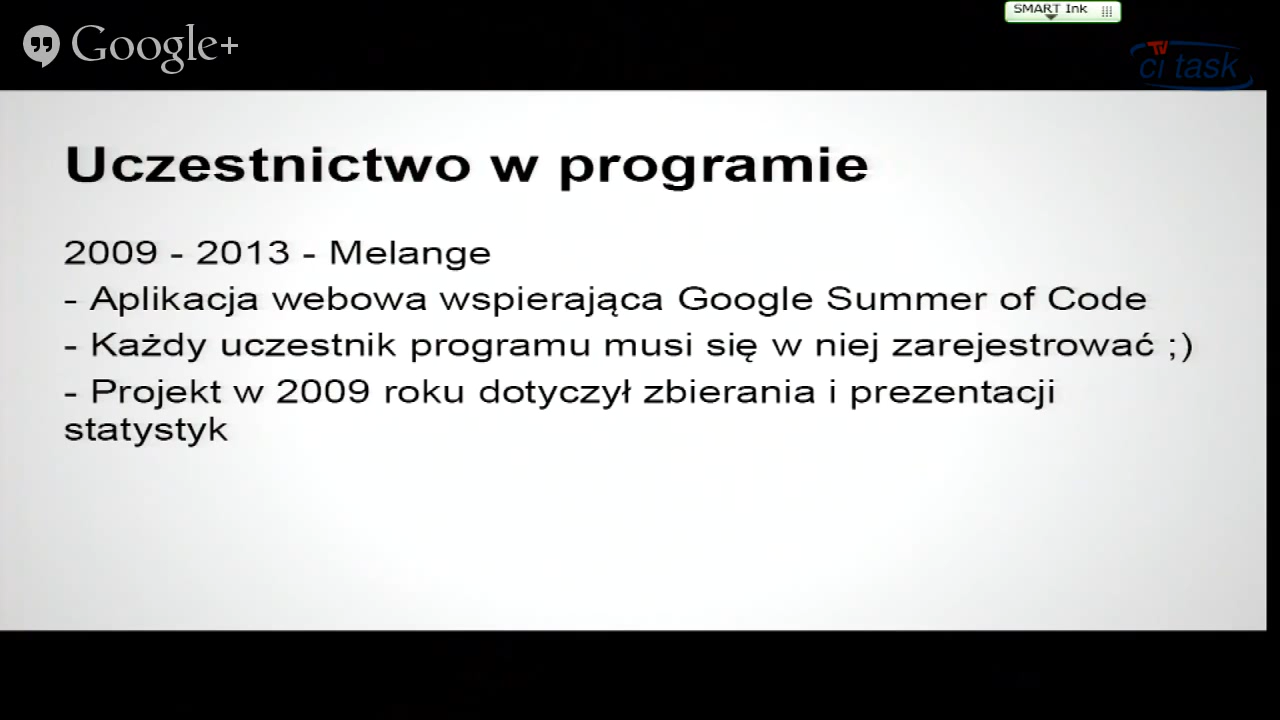 SMART Ink
Google+
TV
ci task
Uczestnictwo w programie
2009 - 2013 - Melange
- Aplikacja webowa wspierająca Google Summer of Code
- Każdy uczestnik programu musi się w niej zarejestrować ;)
- Projekt w 2009 roku dotyczył zbierania i prezentacji
statystyk